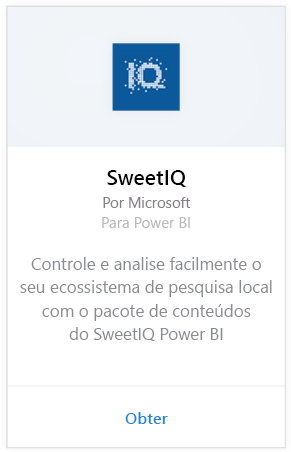 IQ
SweetIQ
Por Microsoft
Para Power BI
Controle e analise facilmente o
seu ecossistema de pesquisa local
com o pacote de conteúdos
do SweetIQ Power BI
Obter